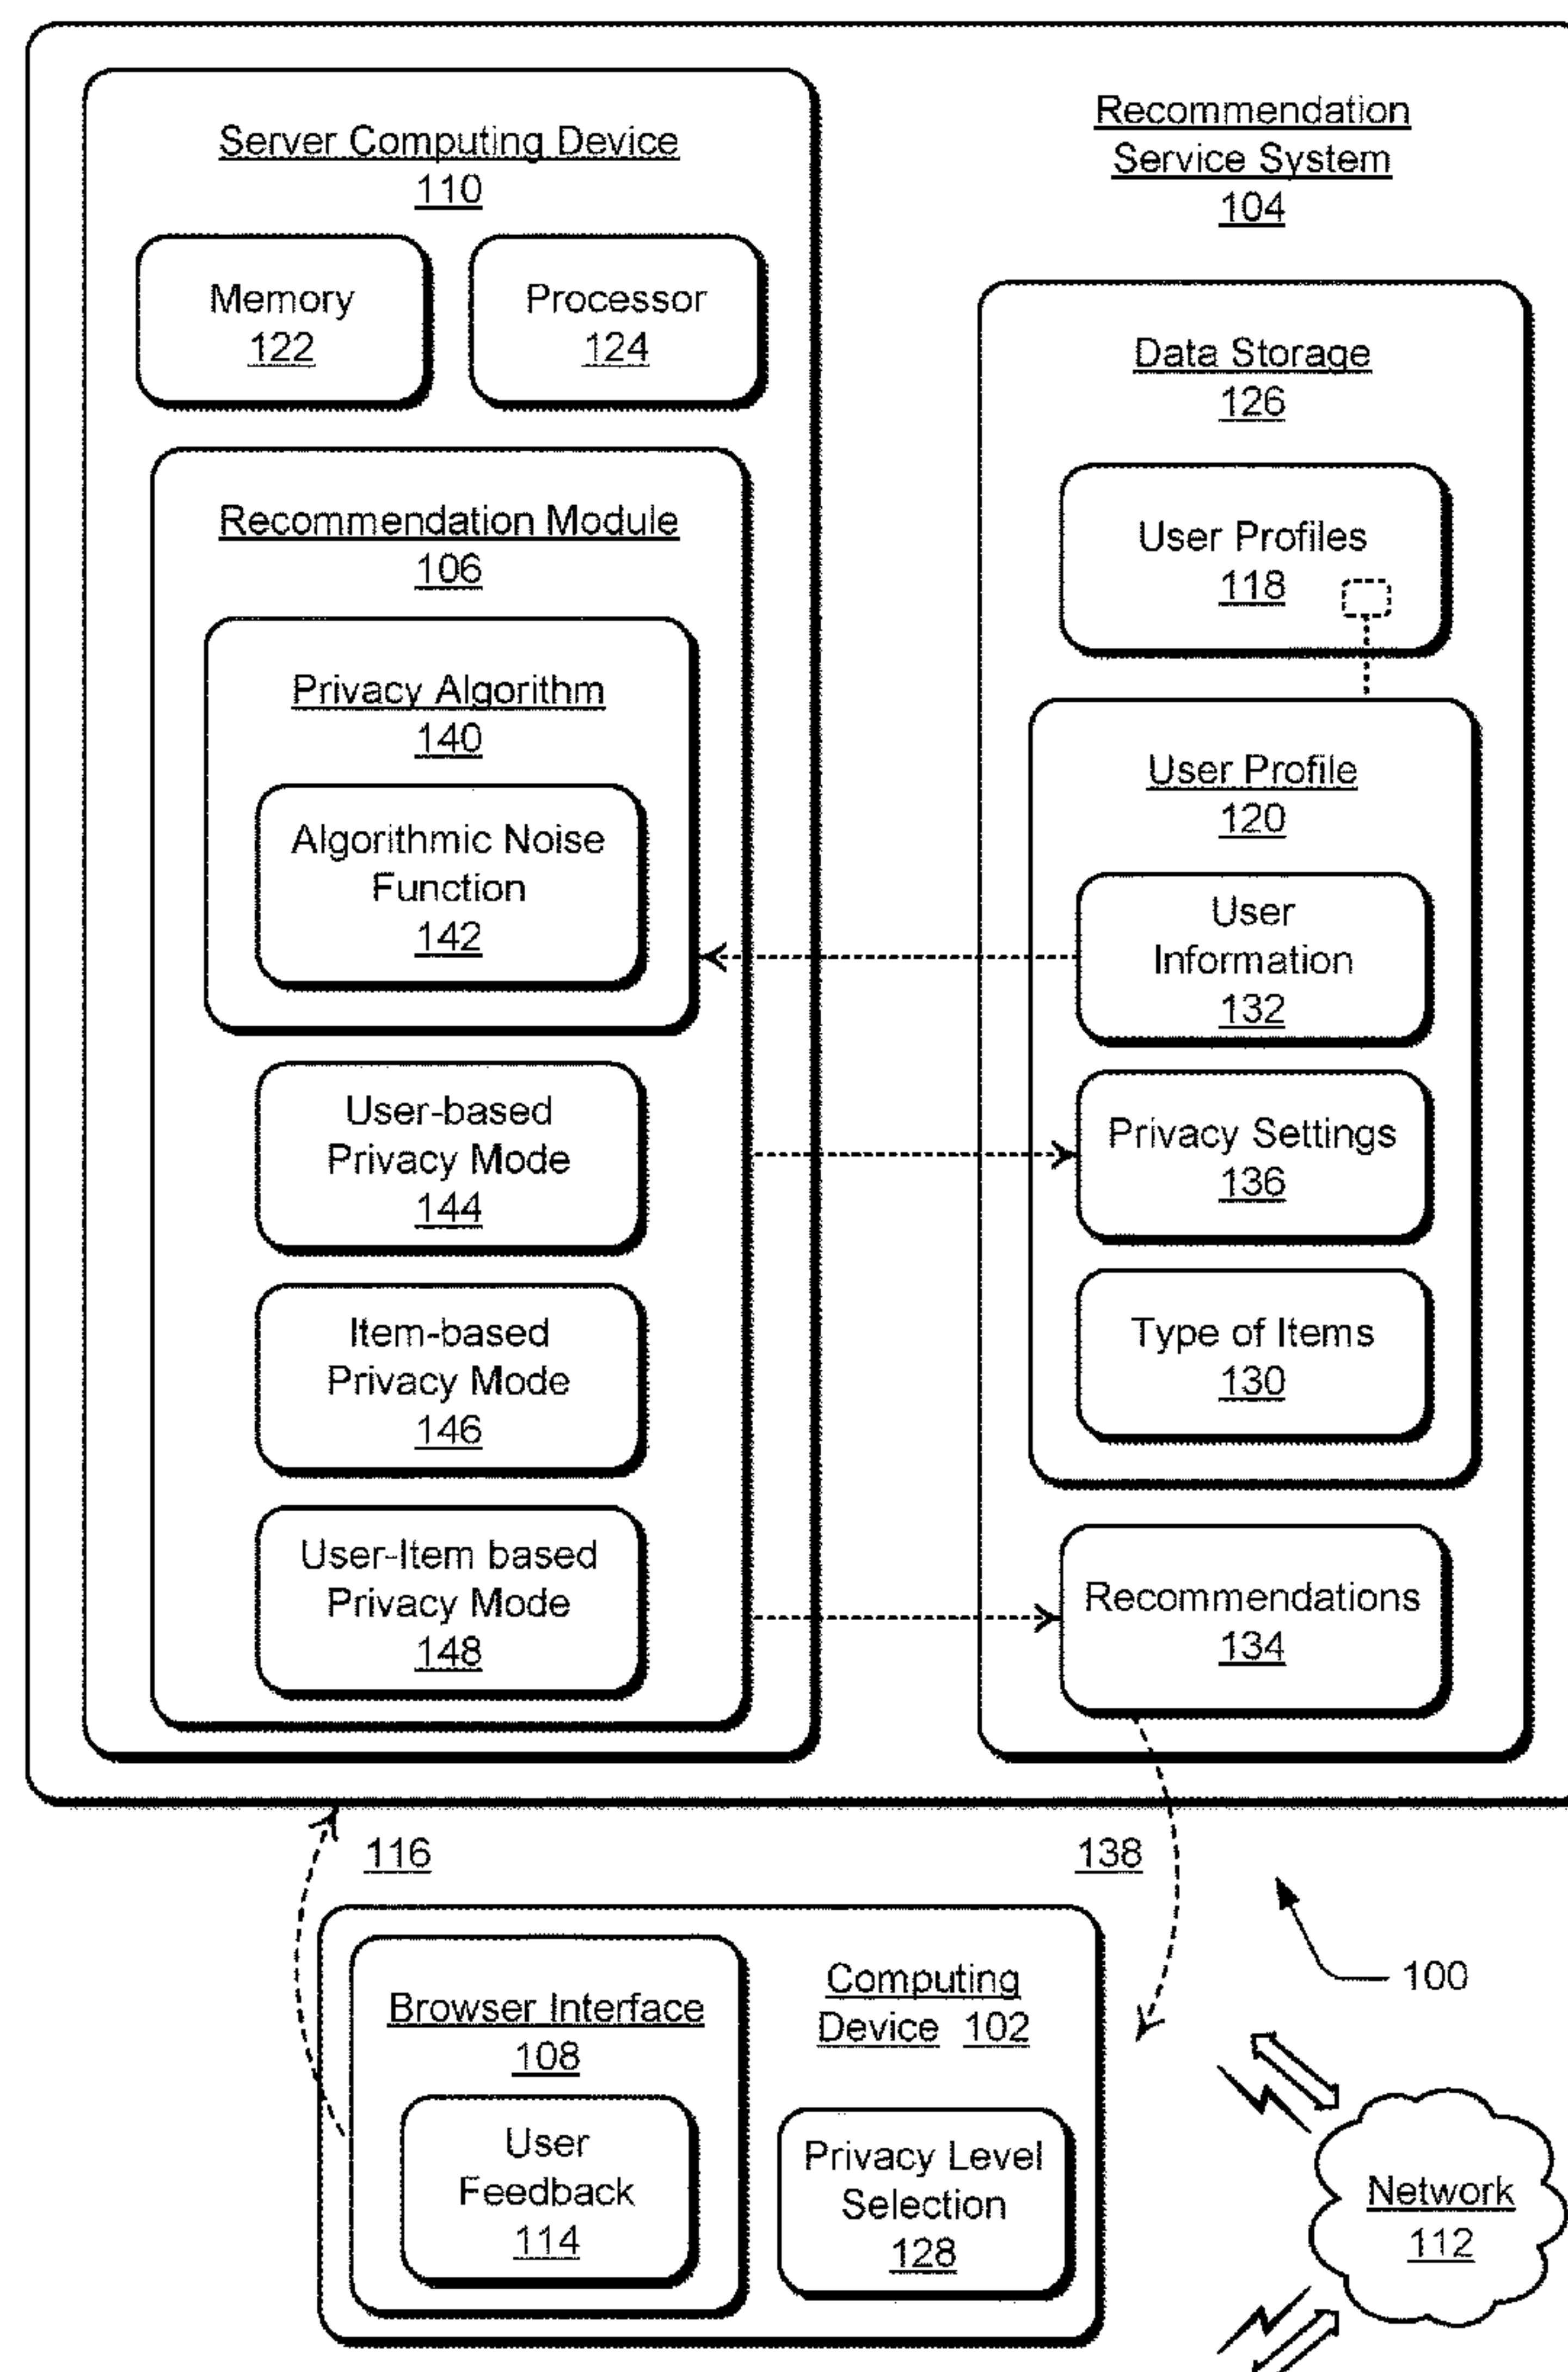 Server Computing Device
110
Memory
122
Processor
124
Recommendation Module
106
Privacy Algorithm
140
Algorithmic Noise
Function
142
User-based
Privacy Mode
144
Item-based
Privacy Mode
146
User-Item based
Privacy Mode
148
Recommendation
Service System
104
Data Storage
126
User Profiles
118
User Profile
120
User
Information
132
Privacy Settings
136
Type of Items
130
Recommendations
134
116
138
100
Browser Interface
108
User
Feedback
114
Computing
Device 102
Privacy Level
Selection
128
Network
112